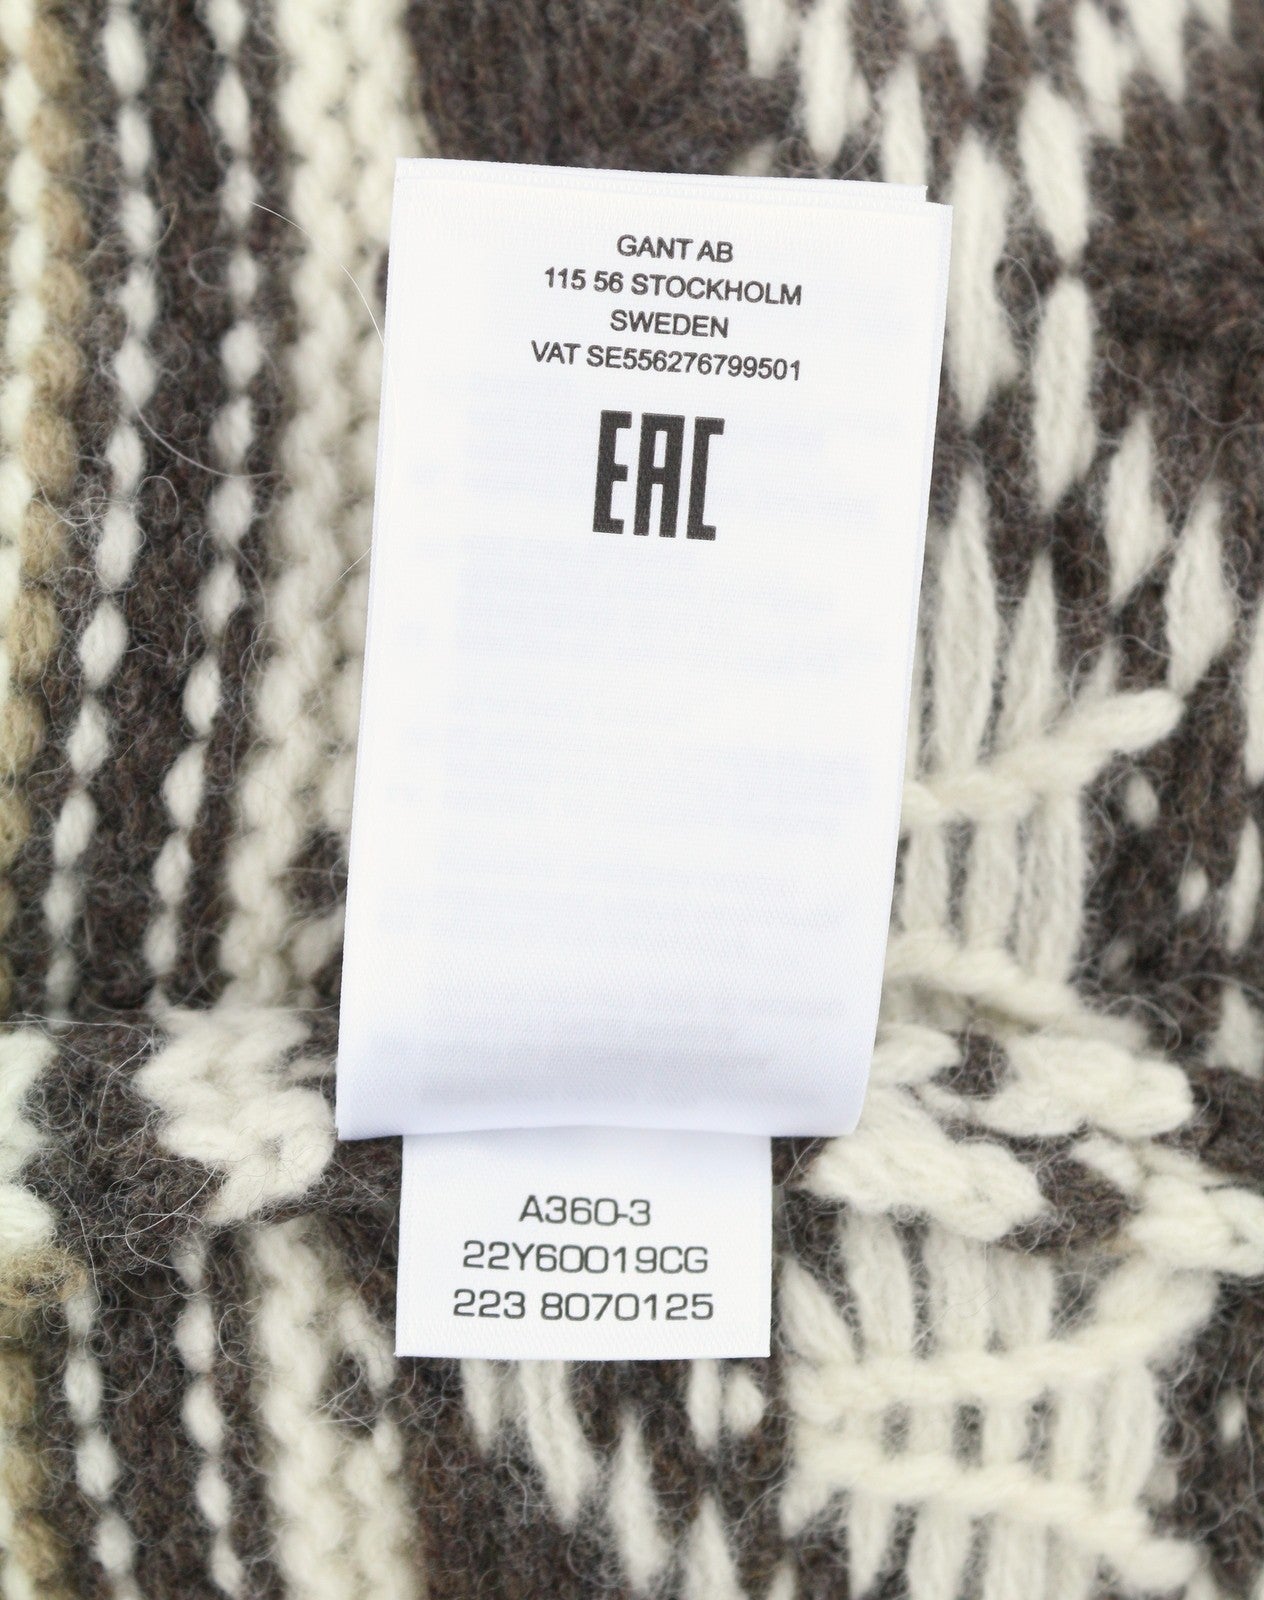 GANT AB
115 56 STOCKHOLM
SWEDEN
VAT SE556276799501
EAC
A360-3
22Y60019CG
223 8070125